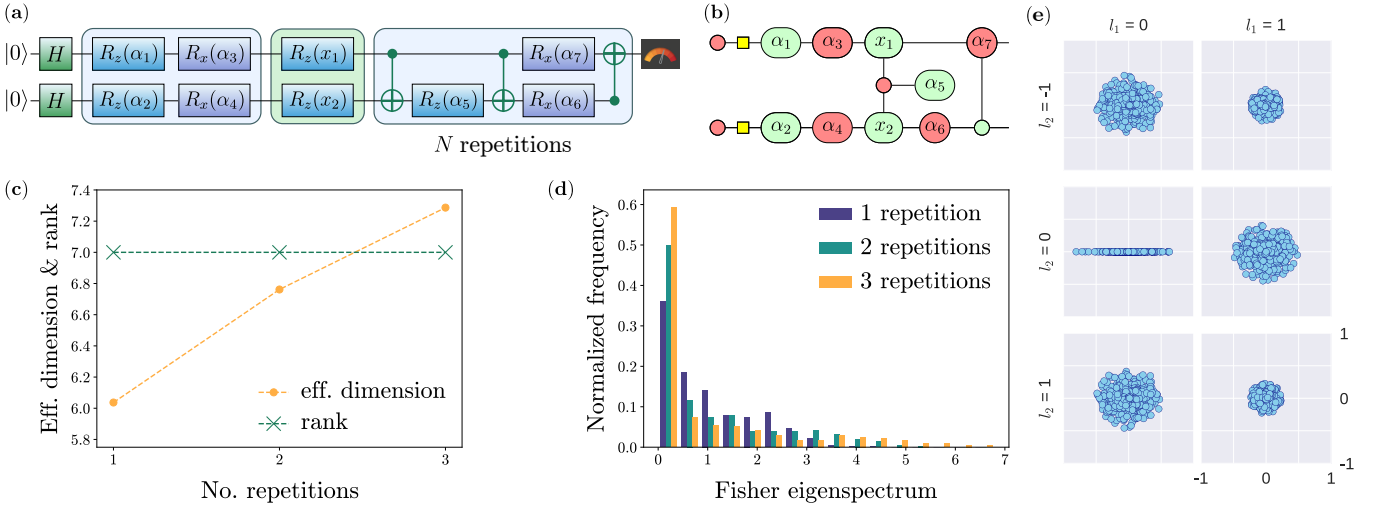 (a)
|0⟩ H R_z(α_1) R_x(α_3) R_z(x_1) R_x(α_7)
|0⟩ H R_z(α_2) R_x(α_4) R_z(x_2) R_z(α_5) R_x(α_6)
N repetitions
(b)
α_1 α_3 x_1 α_7
α_5
α_2 α_4 x_2 α_6
(c)
Eff. dimension & rank
7.4
7.2
7.0
6.8
6.6
6.4
6.2
6.0
5.8
eff. dimension
rank
1 2 3
No. repetitions
(d)
Normalized frequency
0.6
0.5
0.4
0.3
0.2
0.1
0.0
1 repetition
2 repetitions
3 repetitions
0 1 2 3 4 5 6 7
Fisher eigenspectrum
(e)
l_1 = 0 l_1 = 1
l_2 = -1
l_2 = 0
l_2 = 1
1
0
-1
-1 0 1